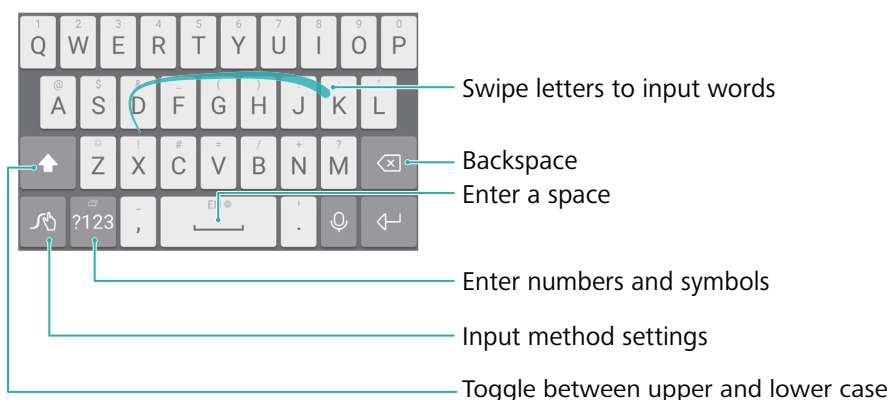 1 2 3 4 5 6 7 8 9 0
Q W E R T Y U I O P
@ $ & _ ( ) : ; "
A S D F G H J K L
Swipe letters to input words
! # = / + ?
Z X C V B N M
Backspace
Enter a space
EN
?123 , .
Enter numbers and symbols
Input method settings
Toggle between upper and lower case